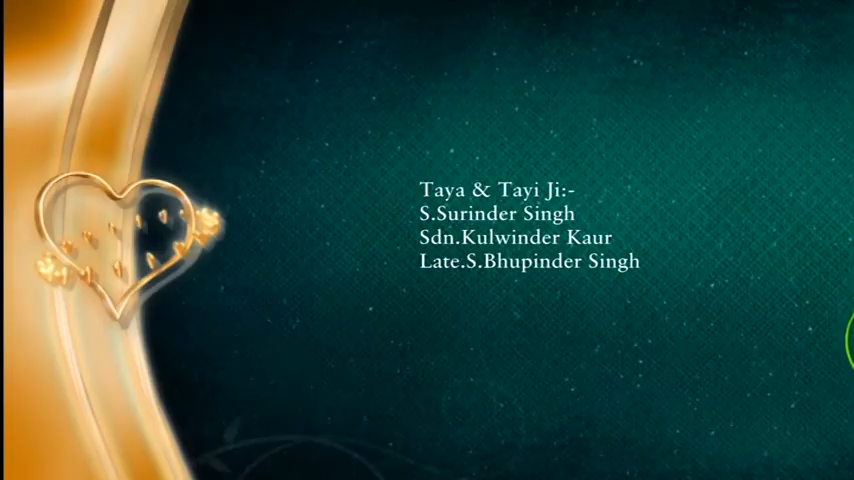 Taya & Tayi Ji:-
S.Surinder Singh
Sdn.Kulwinder Kaur
Late.S.Bhupinder Singh